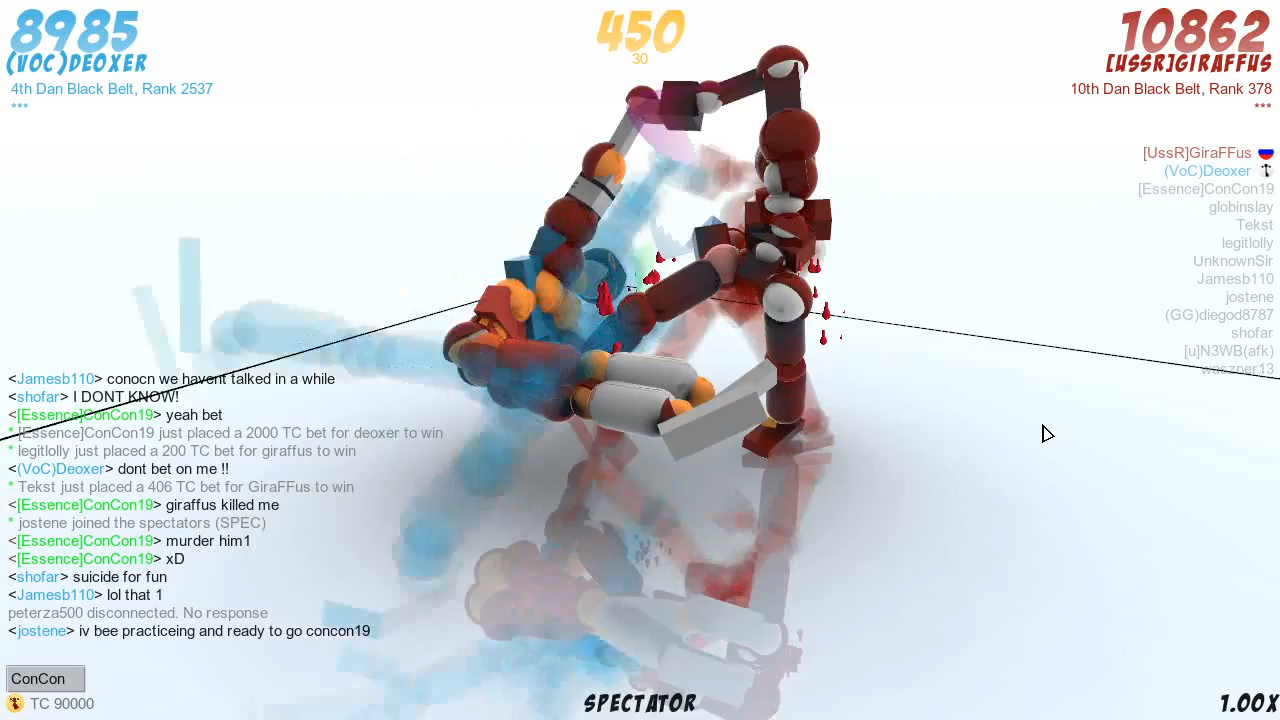 8985
(VOC)DEOXER
4th Dan Black Belt, Rank 2537
***
450
30
10862
[USSR]GIRAFFUS
10th Dan Black Belt, Rank 378
***
[UssR]GiraFFus
(VoC)Deoxer
[Essence]ConCon19
globinslay
Tekst
legitlolly
UnknownSir
Jamesb110
jostene
(GG)diegod8787
shofar
[u]N3WB(afk)
waszner13
<Jamesb110> conocn we havent talked in a while
<shofar> I DONT KNOW!
<[Essence]ConCon19> yeah bet
* [Essence]ConCon19 just placed a 2000 TC bet for deoxer to win
* legitlolly just placed a 200 TC bet for giraffus to win
<(VoC)Deoxer> dont bet on me !!
* Tekst just placed a 406 TC bet for GiraFFus to win
<[Essence]ConCon19> giraffus killed me
* jostene joined the spectators (SPEC)
<[Essence]ConCon19> murder him1
<[Essence]ConCon19> xD
<shofar> suicide for fun
<Jamesb110> lol that 1
peterza500 disconnected. No response
<jostene> iv bee practiceing and ready to go concon19
ConCon
TC 90000
SPECTATOR
1.00X